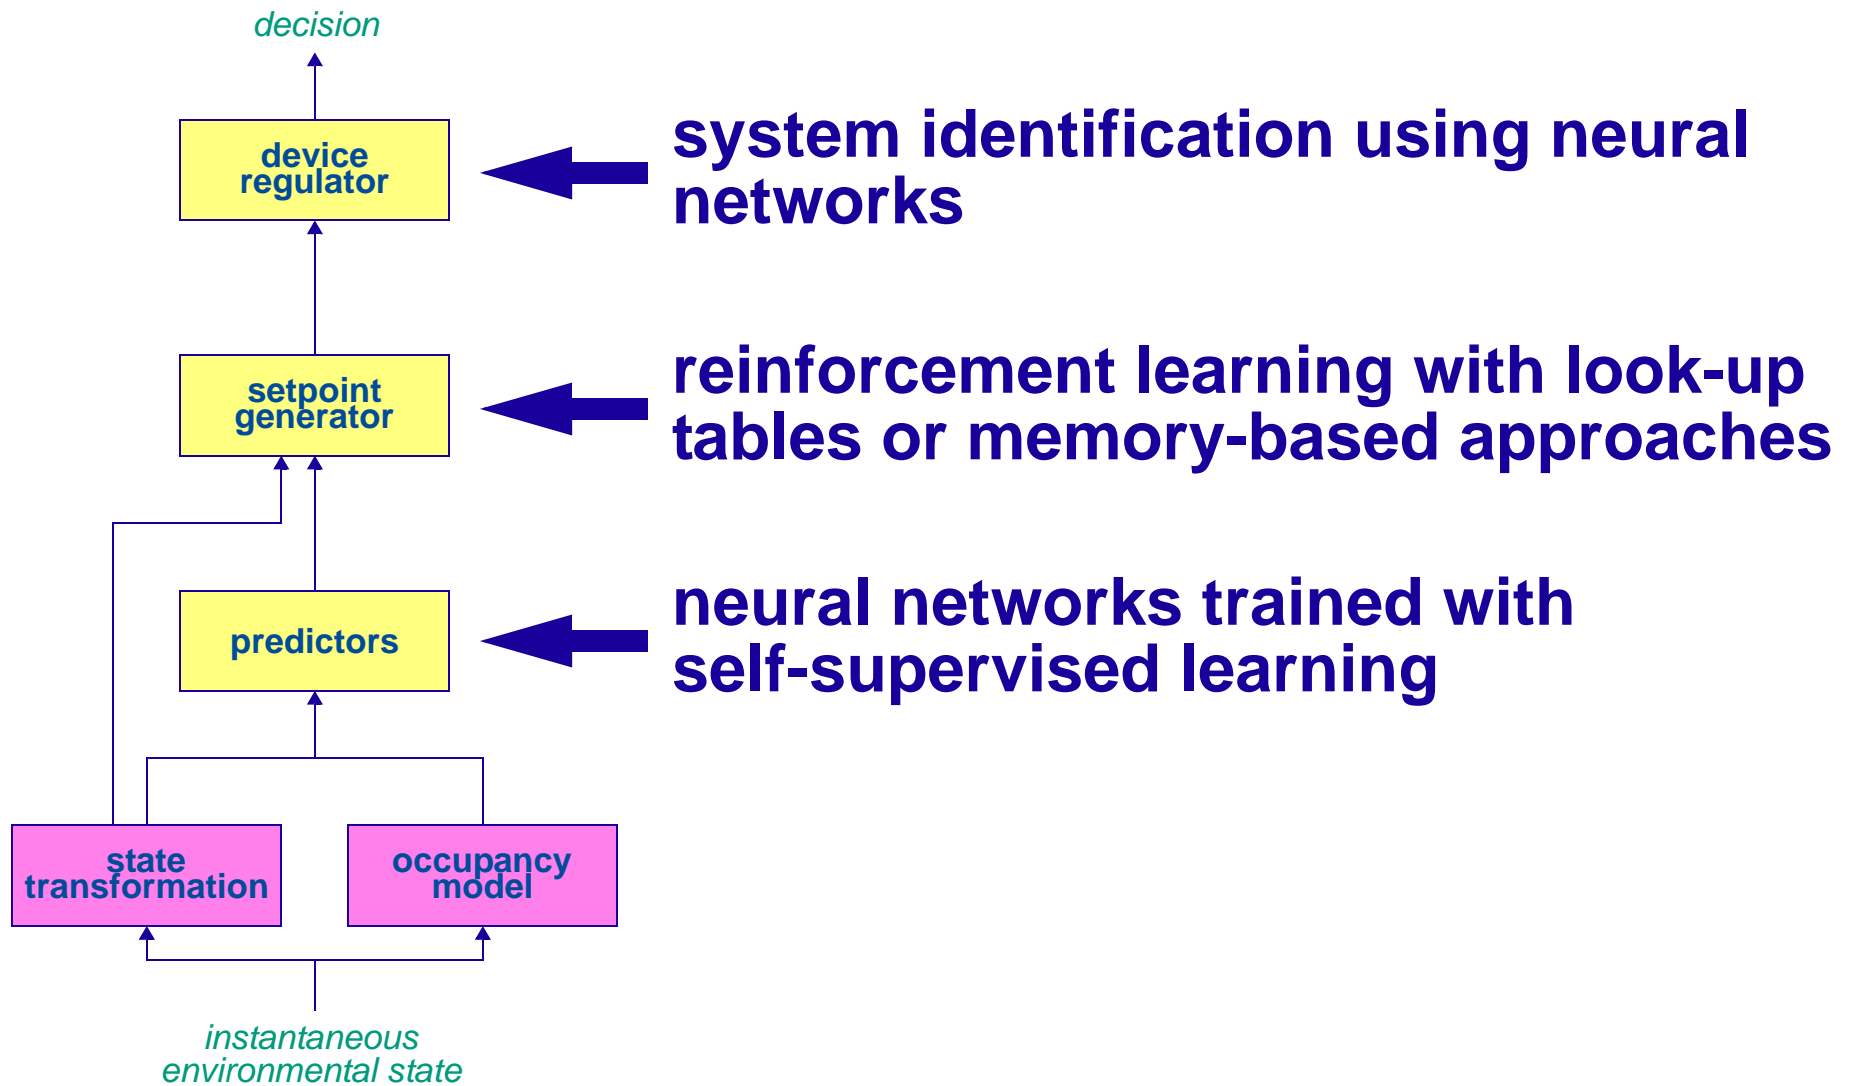 decision
device
regulator
system identification using neural
networks
setpoint
generator
reinforcement learning with look-up
tables or memory-based approaches
predictors
neural networks trained with
self-supervised learning
state
transformation
occupancy
model
instantaneous
environmental state